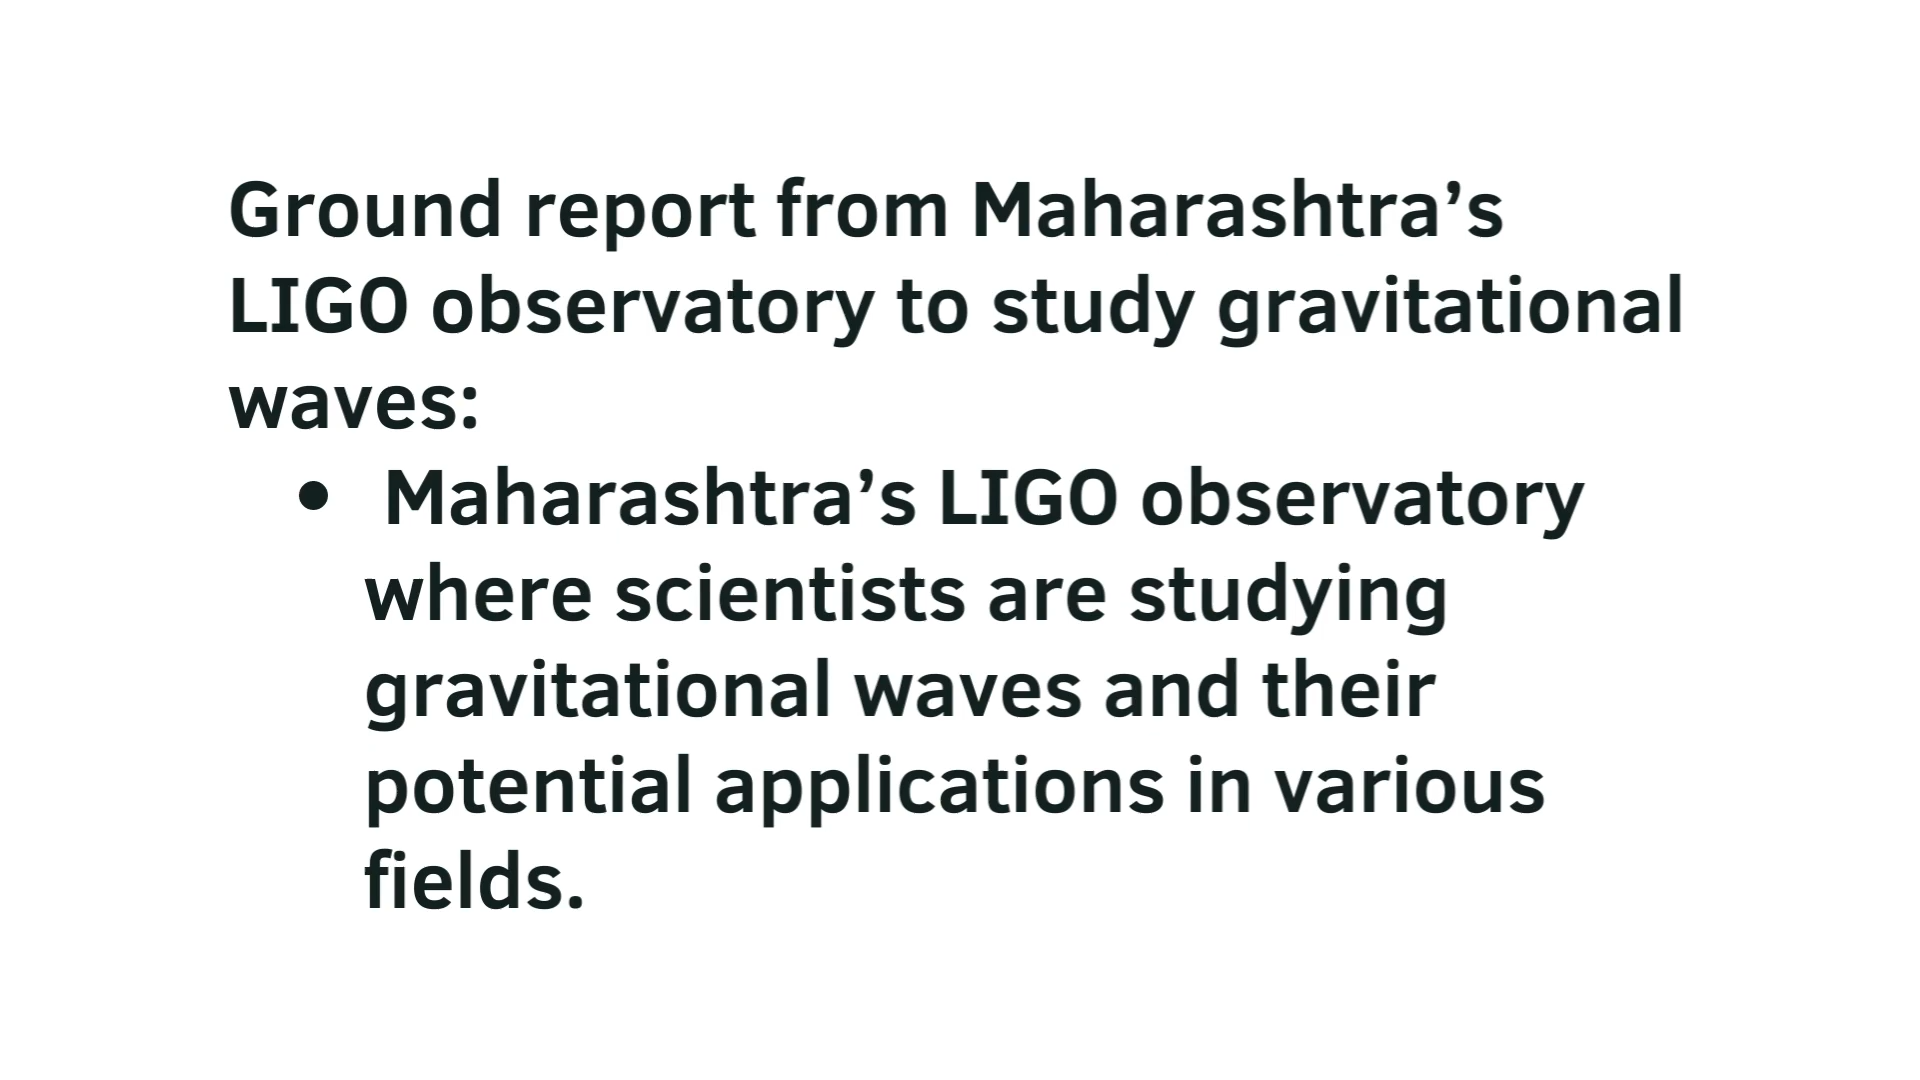 Ground report from Maharashtra’s
LIGO observatory to study gravitational
waves:
• Maharashtra’s LIGO observatory
where scientists are studying
gravitational waves and their
potential applications in various
fields.